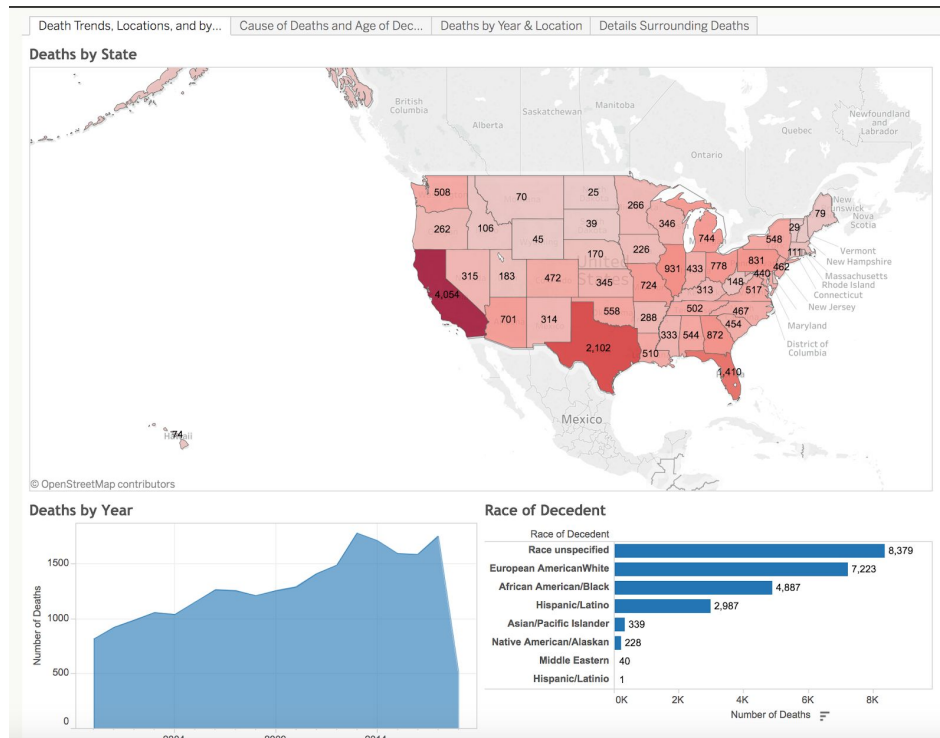 Death Trends, Locations, and by...
Cause of Deaths and Age of Dec...
Deaths by Year & Location
Details Surrounding Deaths
Deaths by State
British Columbia
Alberta
Saskatchewan
Manitoba
Ontario
Quebec
Newfoundland and Labrador
New
Nova Scotia
Vermont
New Hampshire
Massachusetts
Rhode Island
Connecticut
New Jersey
Maryland
District of Columbia
United States
Mexico
508
70
25
266
346
744
548
29
79
262
106
45
39
226
170
111
831
462
440
4,054
315
183
472
345
724
931
433
778
148
517
313
701
314
558
288
502
467
454
333
544
872
2,102
510
1,410
74
© OpenStreetMap contributors
Deaths by Year
Number of Deaths
1500
1000
500
0
Race of Decedent
Race of Decedent
Race unspecified 8,379
European AmericanWhite 7,223
African American/Black 4,887
Hispanic/Latino 2,987
Asian/Pacific Islander 339
Native American/Alaskan 228
Middle Eastern 40
Hispanic/Latinio 1
0K 2K 4K 6K 8K
Number of Deaths